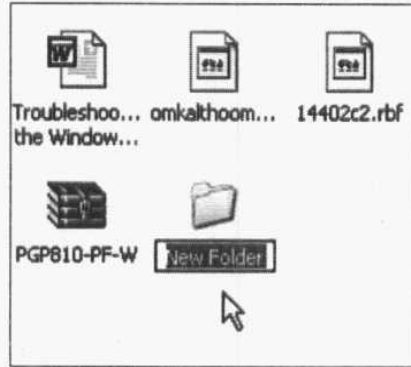 Troubleshoo... omkalthoom... 14402c2.rbf
the Window...
PGP810-PF-W New Folder